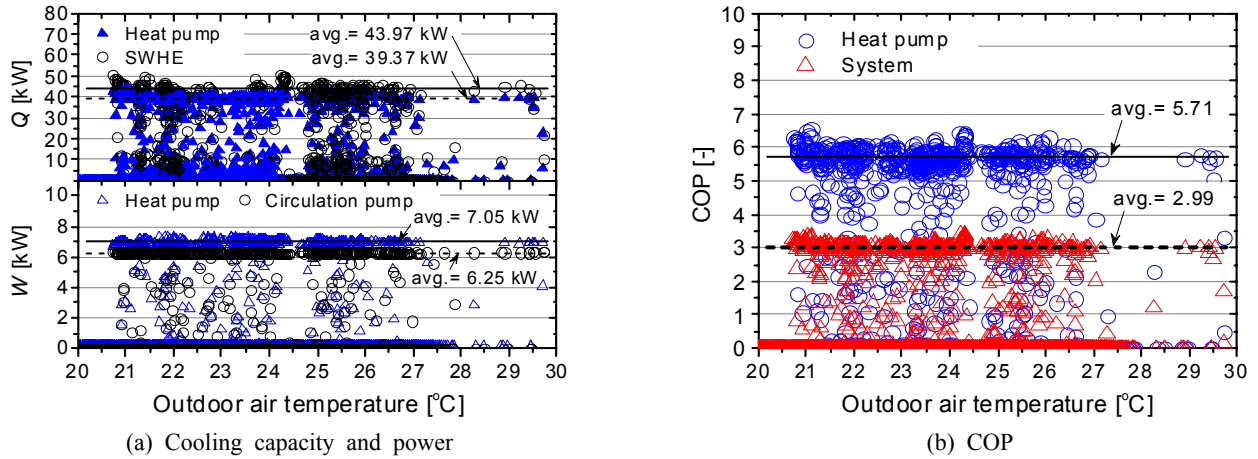 Heat pump
avg.= 43.97 kW
SWHE
avg.= 39.37 kW
Q [kW]
80
70
60
50
40
30
20
10
Heat pump
Circulation pump
avg.= 7.05 kW
avg.= 6.25 kW
W [kW]
10
8
6
4
2
0
20 21 22 23 24 25 26 27 28 29 30
Outdoor air temperature [°C]
(a) Cooling capacity and power
Heat pump
System
avg.= 5.71
avg.= 2.99
COP [-]
10
9
8
7
6
5
4
3
2
1
0
20 21 22 23 24 25 26 27 28 29 30
Outdoor air temperature [°C]
(b) COP